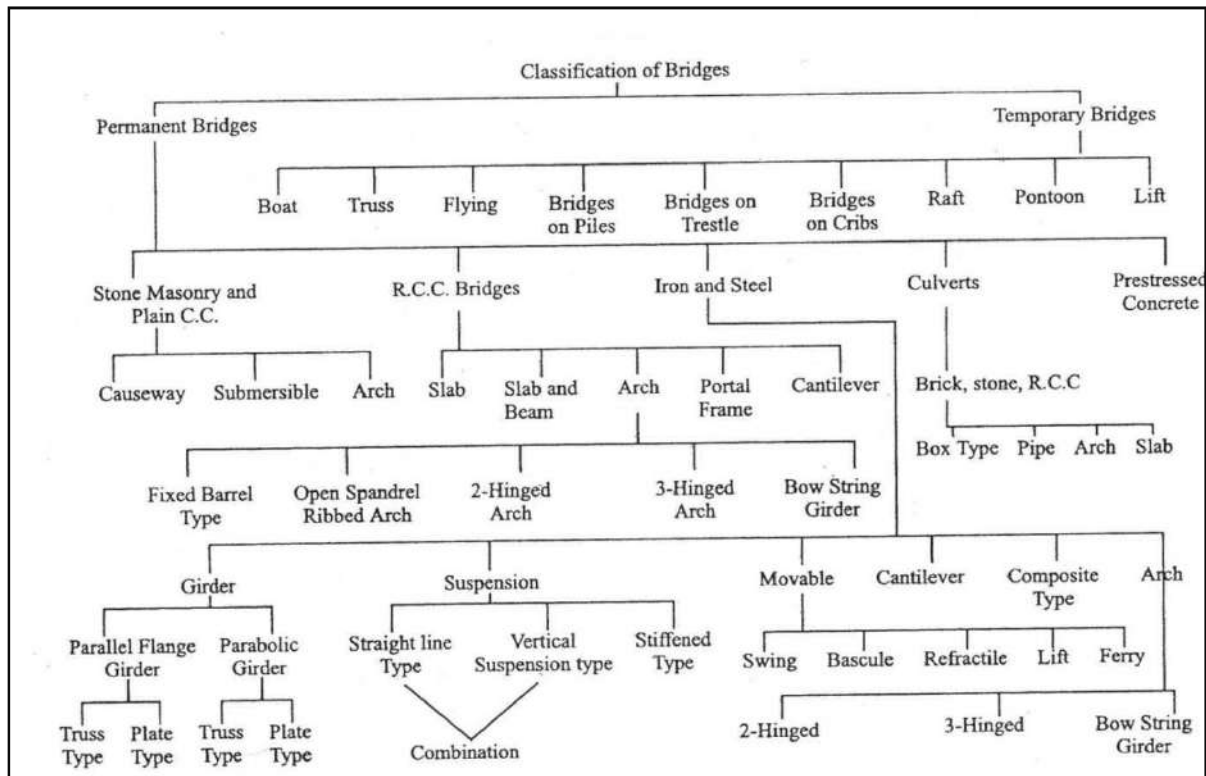 Classification of Bridges
Permanent Bridges
Temporary Bridges
Boat
Truss
Flying
Bridges
on Piles
Bridges on
Trestle
Bridges
on Cribs
Raft
Pontoon
Lift
Stone Masonry and
Plain C.C.
R.C.C. Bridges
Iron and Steel
Culverts
Prestressed
Concrete
Causeway
Submersible
Arch
Slab
Slab and
Beam
Arch
Portal
Frame
Cantilever
Brick, stone, R.C.C
Box Type
Pipe
Arch
Slab
Fixed Barrel
Type
Open Spandrel
Ribbed Arch
2-Hinged
Arch
3-Hinged
Arch
Bow String
Girder
Girder
Suspension
Movable
Cantilever
Composite
Type
Arch
Parallel Flange
Girder
Parabolic
Girder
Straight line
Type
Vertical
Suspension type
Stiffened
Type
Swing
Bascule
Refractile
Lift
Ferry
Truss
Type
Plate
Type
Truss
Type
Plate
Type
Combination
2-Hinged
3-Hinged
Bow String
Girder